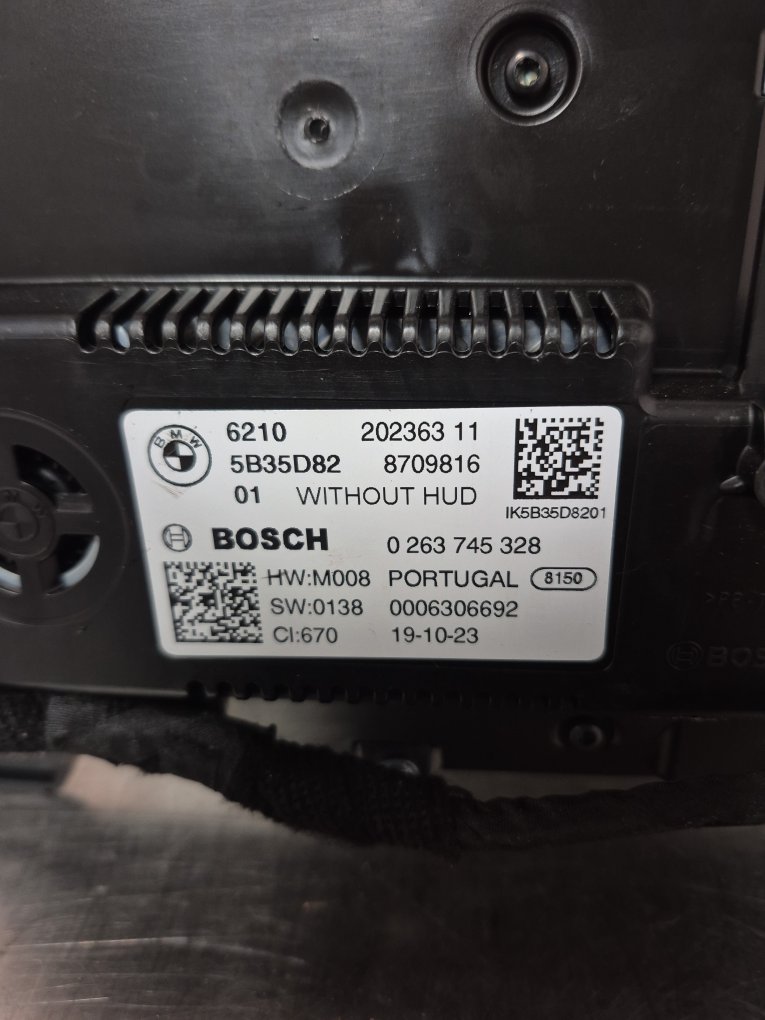 BMW
6210 202363 11
5B35D82 8709816
01 WITHOUT HUD
IK5B35D8201
BOSCH 0 263 745 328
HW:M008 PORTUGAL 8150
SW:0138 0006306692
CI:670 19-10-23